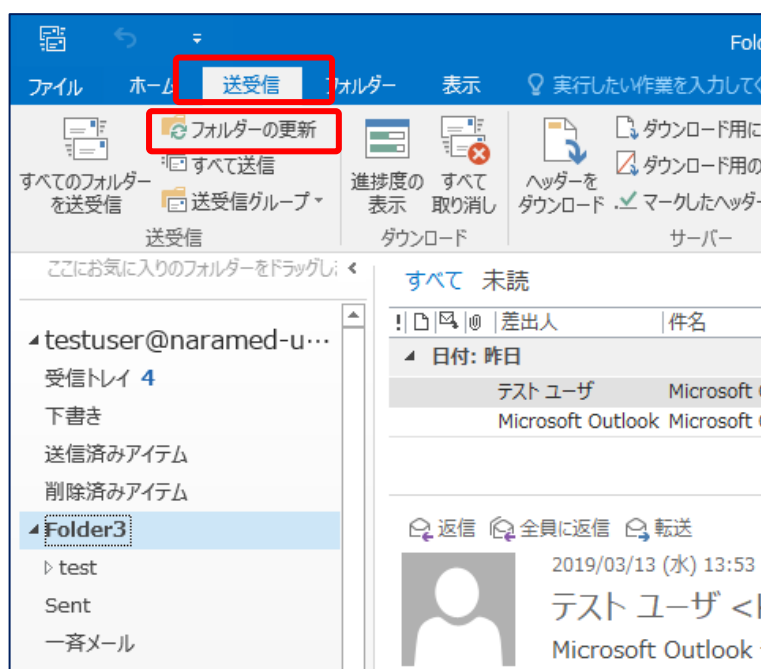 Fol
ファイル ホーム 送受信 フォルダー 表示 実行したい作業を入力してく
すべてのフォルダー
を送受信
フォルダーの更新
すべて送信
送受信グループ
送受信
進捗度の
表示
すべて
取り消し
ダウンロード
ヘッダーを
ダウンロード
ダウンロード用に
ダウンロード用の
マークしたヘッダー
サーバー
ここにお気に入りのフォルダーをドラッグし
testuser@naramed-u…
受信トレイ 4
下書き
送信済みアイテム
削除済みアイテム
Folder3
test
Sent
一斉メール
すべて 未読
! 差出人 件名
日付: 昨日
テスト ユーザ Microsoft
Microsoft Outlook Microsoft
返信 全員に返信 転送
2019/03/13 (水) 13:53
テスト ユーザ <
Microsoft Outlook